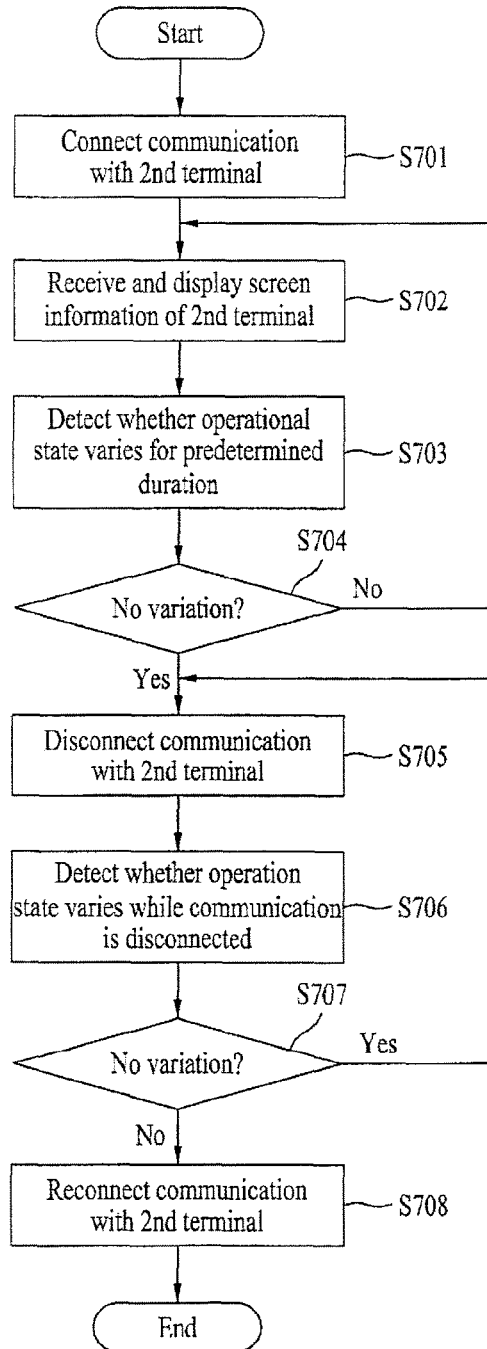 Start
Connect communication
with 2nd terminal
S701
Receive and display screen
information of 2nd terminal
S702
Detect whether operational
state varies for predetermined
duration
S703
S704
No variation?
No
Yes
Disconnect communication
with 2nd terminal
S705
Detect whether operation
state varies while communication
is disconnected
S706
S707
No variation?
Yes
No
Reconnect communication
with 2nd terminal
S708
End